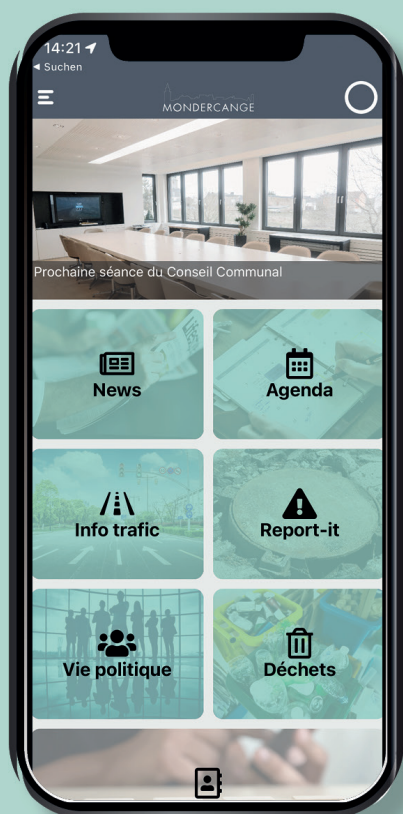 14:21
◀ Suchen
MONDERCANGE
Prochaine séance du Conseil Communal
News
Agenda
Info trafic
Report-it
Vie politique
Déchets